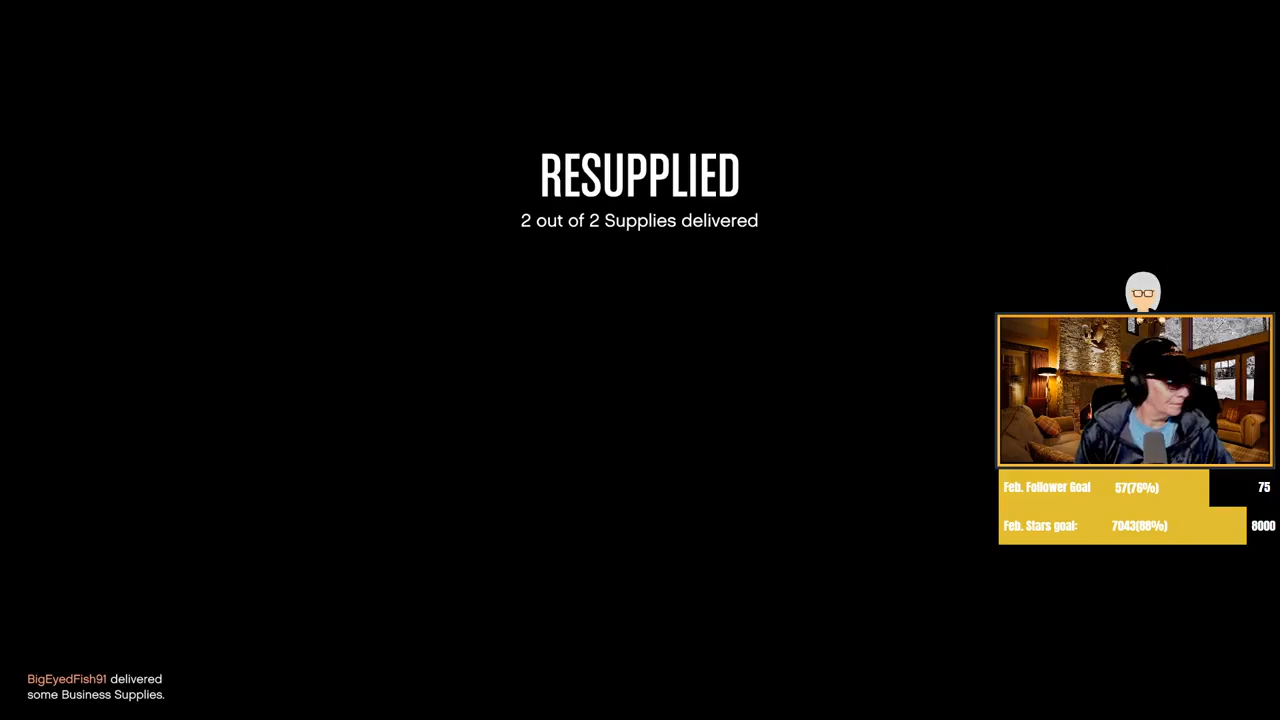 RESUPPLIED
2 out of 2 Supplies delivered
Feb. Follower Goal 57(76%) 75
Feb. Stars goal: 7043(88%) 8000
BigEyedFish91 delivered
some Business Supplies.